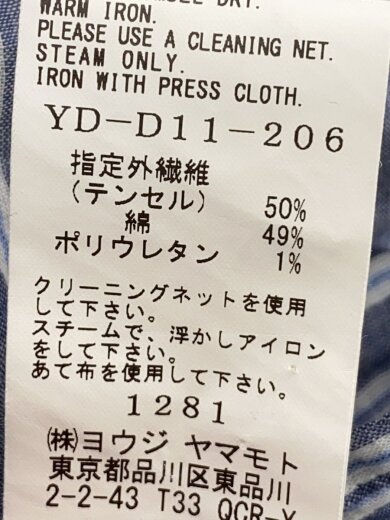 DRY.
WARM IRON.
PLEASE USE A CLEANING NET.
STEAM ONLY.
IRON WITH PRESS CLOTH.
YD-D11-206
指定外繊維
(テンセル) 50%
綿 49%
ポリウレタン 1%
クリーニングネットを使用
して下さい。
スチームで、浮かしアイロン
をして下さい。
あて布を使用して下さい。
1281
㈱ヨウジ ヤマモト
東京都品川区東品川
2-2-43 T33 QCR-Y